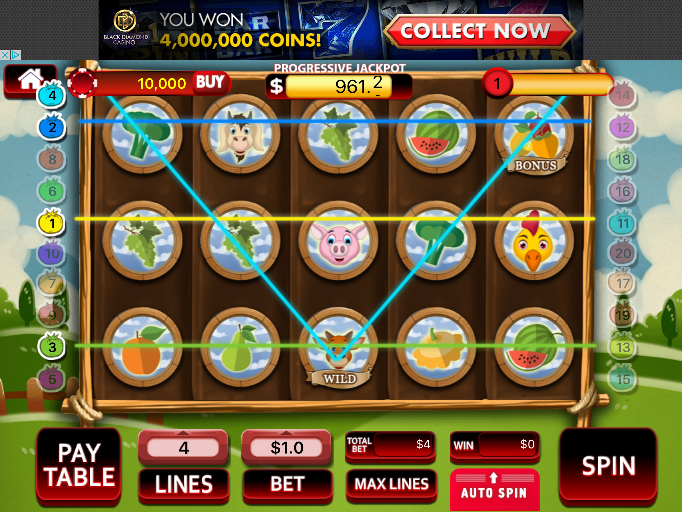 BLACK DIAMOND
CASINO
YOU WON
4,000,000 COINS!
COLLECT NOW
PROGRESSIVE JACKPOT
10,000 BUY
$ 961.2
1
4
2
8
6
1
10
7
9
3
5
14
12
18
16
11
20
17
19
13
15
BONUS
WILD
PAY
TABLE
4
LINES
$1.0
BET
TOTAL
BET
$4
MAX LINES
WIN
$0
AUTO SPIN
SPIN